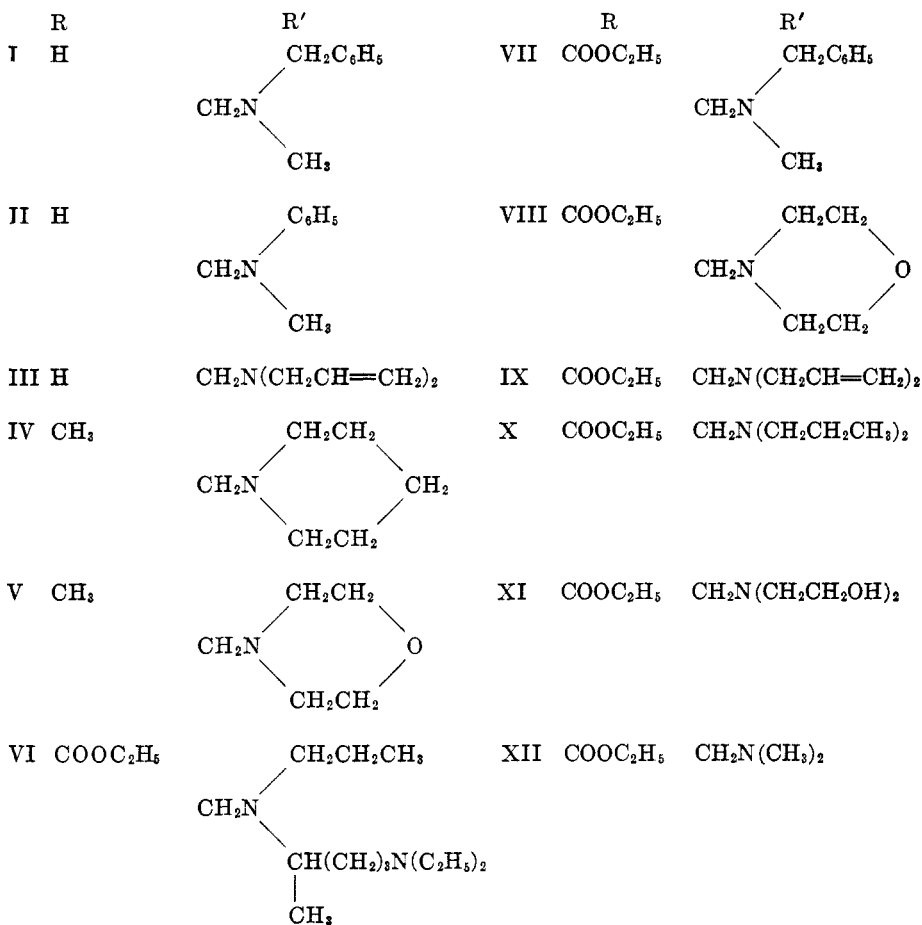 R R′ R R′
I H CH₂C₆H₅ VII COOC₂H₅ CH₂C₆H₅
CH₂N CH₂N
CH₃ CH₃
II H C₆H₅ VIII COOC₂H₅ CH₂CH₂
CH₂N CH₂N O
CH₃ CH₂CH₂
III H CH₂N(CH₂CH=CH₂)₂ IX COOC₂H₅ CH₂N(CH₂CH=CH₂)₂
IV CH₃ CH₂CH₂ X COOC₂H₅ CH₂N(CH₂CH₂CH₃)₂
CH₂N CH₂
CH₂CH₂
V CH₃ CH₂CH₂ XI COOC₂H₅ CH₂N(CH₂CH₂OH)₂
CH₂N O
CH₂CH₂
VI COOC₂H₅ CH₂CH₂CH₃ XII COOC₂H₅ CH₂N(CH₃)₂
CH₂N
CH(CH₂)₃N(C₂H₅)₂
CH₃